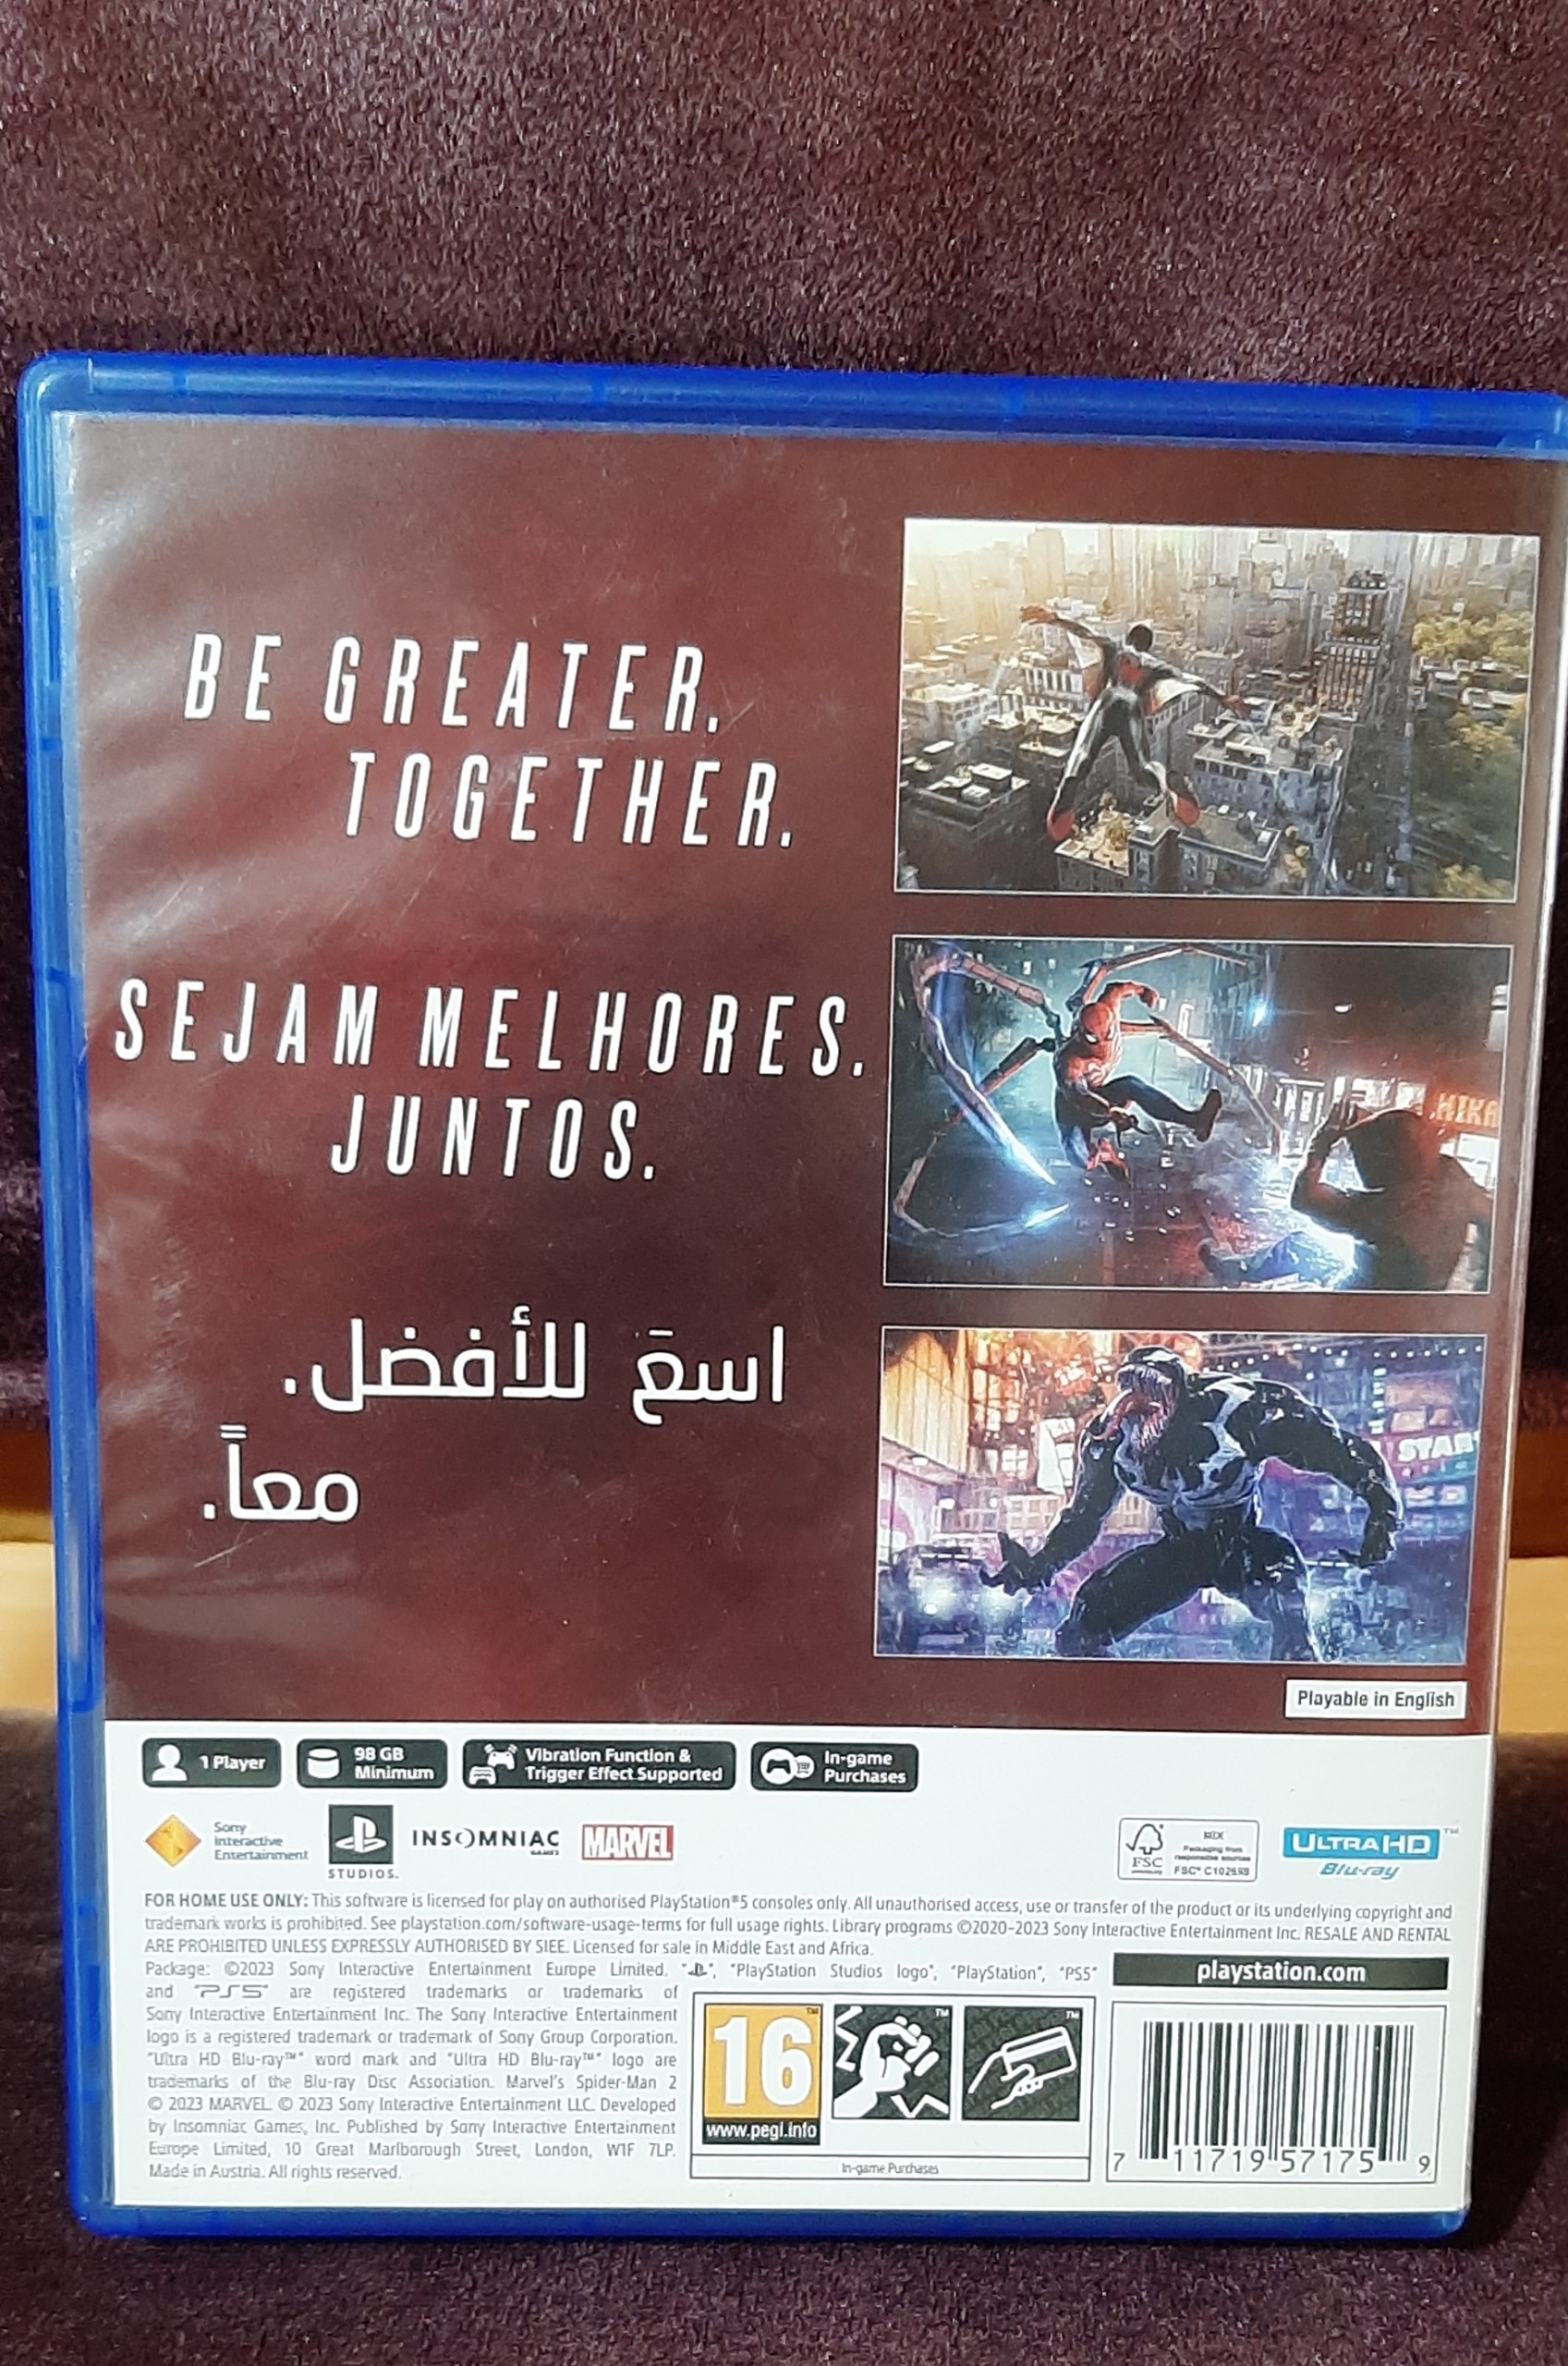 BE GREATER.
TOGETHER.
SEJAM MELHORES.
JUNTOS.
اسعَ للأفضل.
معاً.
HIKA
STAR
Playable in English
1 Player
98 GB
Minimum
Vibration Function &
Trigger Effect Supported
In-game
Purchases
Sony
Interactive
Entertainment
STUDIOS
INSOMNIAC
GAMES
MARVEL
FSC
MIX
Packaging from
responsible sources
FSC®
ULTRA HD™
Blu-ray
FOR HOME USE ONLY: This software is licensed for play on authorised PlayStation®5 consoles only. All unauthorised access, use or transfer of the product or its underlying copyright and
trademark works is prohibited. See playstation.com/software-usage-terms for full usage rights. Library programs ©2020-2023 Sony Interactive Entertainment Inc. RESALE AND RENTAL
ARE PROHIBITED UNLESS EXPRESSLY AUTHORISED BY SIEE. Licensed for sale in Middle East and Africa.
Package: ©2023 Sony Interactive Entertainment Europe Limited. "", "PlayStation Studios logo", "PlayStation", "PS5"
and "PS5" are registered trademarks or trademarks of
Sony Interactive Entertainment Inc. The Sony Interactive Entertainment
logo is a registered trademark or trademark of Sony Group Corporation.
"Ultra HD Blu-ray™" word mark and "Ultra HD Blu-ray™" logo are
trademarks of the Blu-ray Disc Association. Marvel's Spider-Man 2
© 2023 MARVEL. © 2023 Sony Interactive Entertainment LLC. Developed
by Insomniac Games, Inc. Published by Sony Interactive Entertainment
Europe Limited, 10 Great Marlborough Street, London, W1F 7LP.
Made in Austria. All rights reserved.
playstation.com
16
www.pegi.info
In-game Purchases
7 11719 57175 9